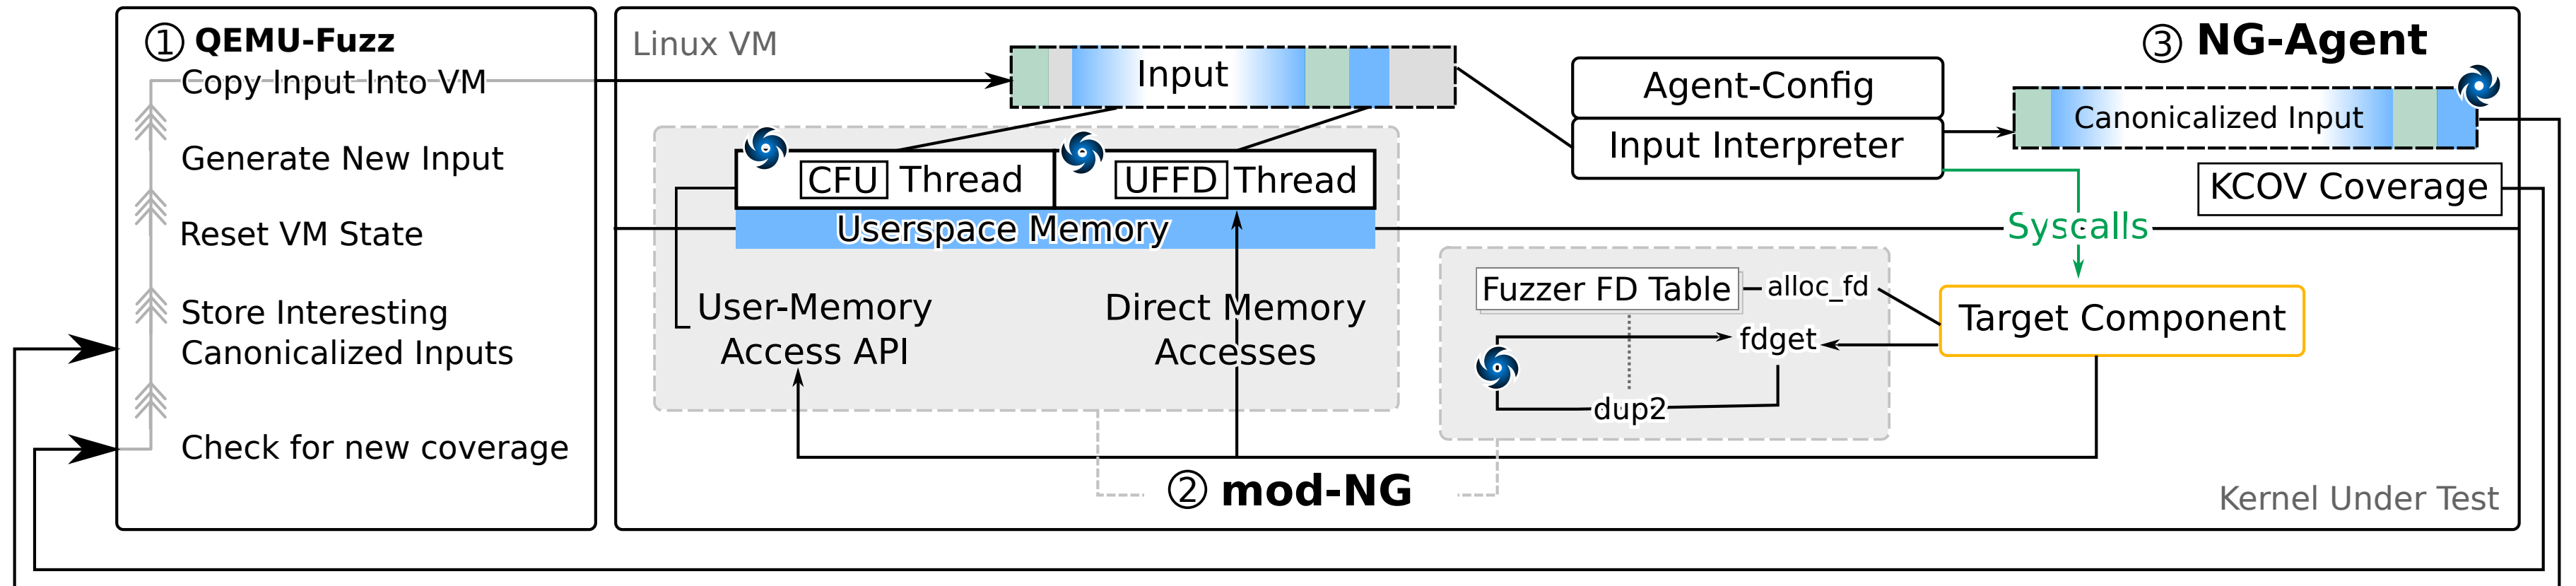 ① QEMU-Fuzz
Copy Input Into VM
Generate New Input
Reset VM State
Store Interesting
Canonicalized Inputs
Check for new coverage
Linux VM
Input
CFU Thread
UFFD Thread
Userspace Memory
User-Memory
Access API
Direct Memory
Accesses
② mod-NG
Agent-Config
Input Interpreter
③ NG-Agent
Canonicalized Input
KCOV Coverage
Syscalls
Fuzzer FD Table
alloc_fd
fdget
dup2
Target Component
Kernel Under Test